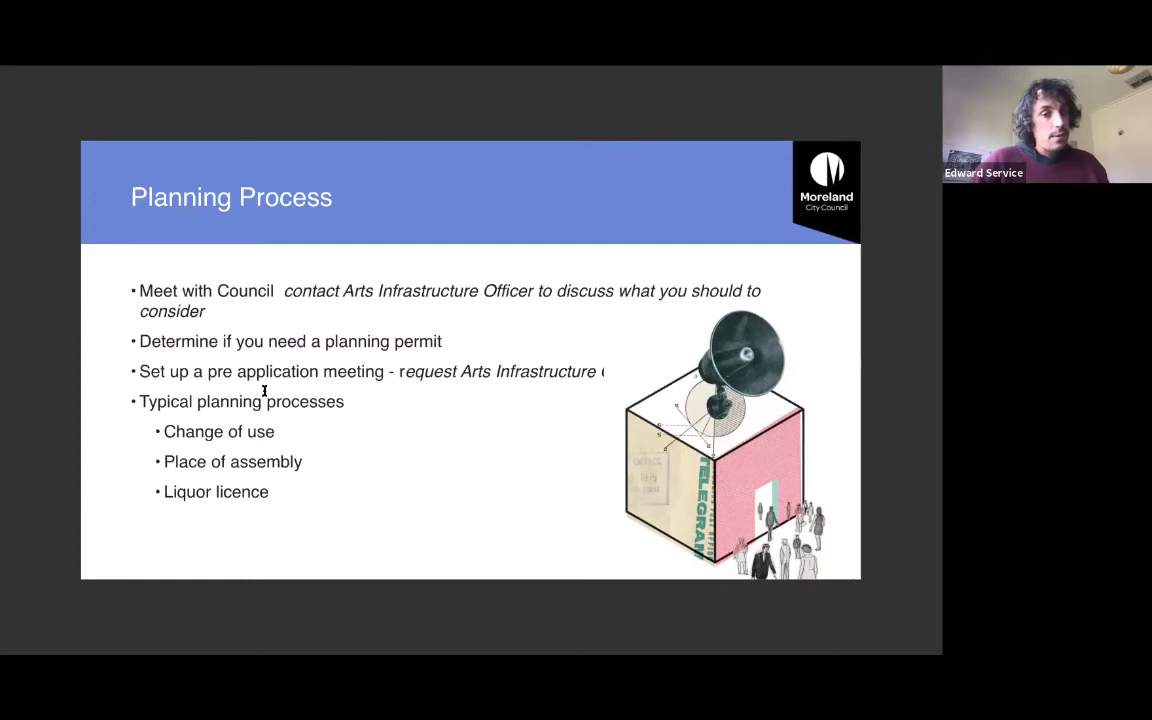 Planning Process
Moreland
City Council
• Meet with Council contact Arts Infrastructure Officer to discuss what you should to
consider
• Determine if you need a planning permit
• Set up a pre application meeting - request Arts Infrastructure
• Typical planning processes
• Change of use
• Place of assembly
• Liquor licence
TELEGRAM
Edward Service